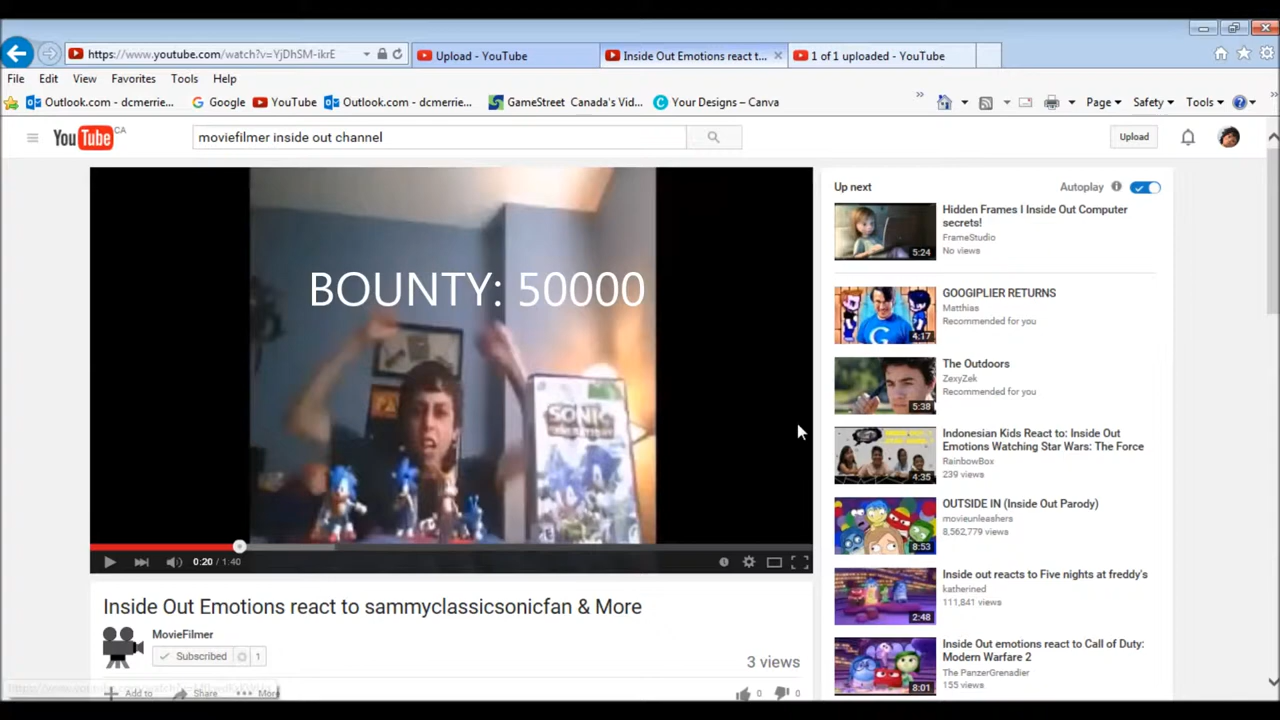 https://www.youtube.com/watch?v=YjDhSM-ikrE
Upload - YouTube
Inside Out Emotions react t...
1 of 1 uploaded - YouTube
File Edit View Favorites Tools Help
Outlook.com - dcmerrie...
Google
YouTube
Outlook.com - dcmerrie...
GameStreet Canada's Vid...
Your Designs – Canva
Page
Safety
Tools
YouTube CA
moviefilmer inside out channel
Upload
BOUNTY: 50000
SONIC
0:20 / 1:40
Inside Out Emotions react to sammyclassicsonicfan & More
MovieFilmer
Subscribed 1
3 views
Add to Share More
0 0
Up next
Autoplay
Hidden Frames I Inside Out Computer
secrets!
FrameStudio
No views
5:24
GOOGIPLIER RETURNS
Matthias
Recommended for you
4:17
The Outdoors
ZexyZek
Recommended for you
5:38
Indonesian Kids React to: Inside Out
Emotions Watching Star Wars: The Force
RainbowBox
239 views
4:35
OUTSIDE IN (Inside Out Parody)
movieunleashers
8,562,779 views
8:53
Inside out reacts to Five nights at freddy's
katherined
111,841 views
2:48
Inside Out emotions react to Call of Duty:
Modern Warfare 2
The PanzerGrenadier
155 views
8:01